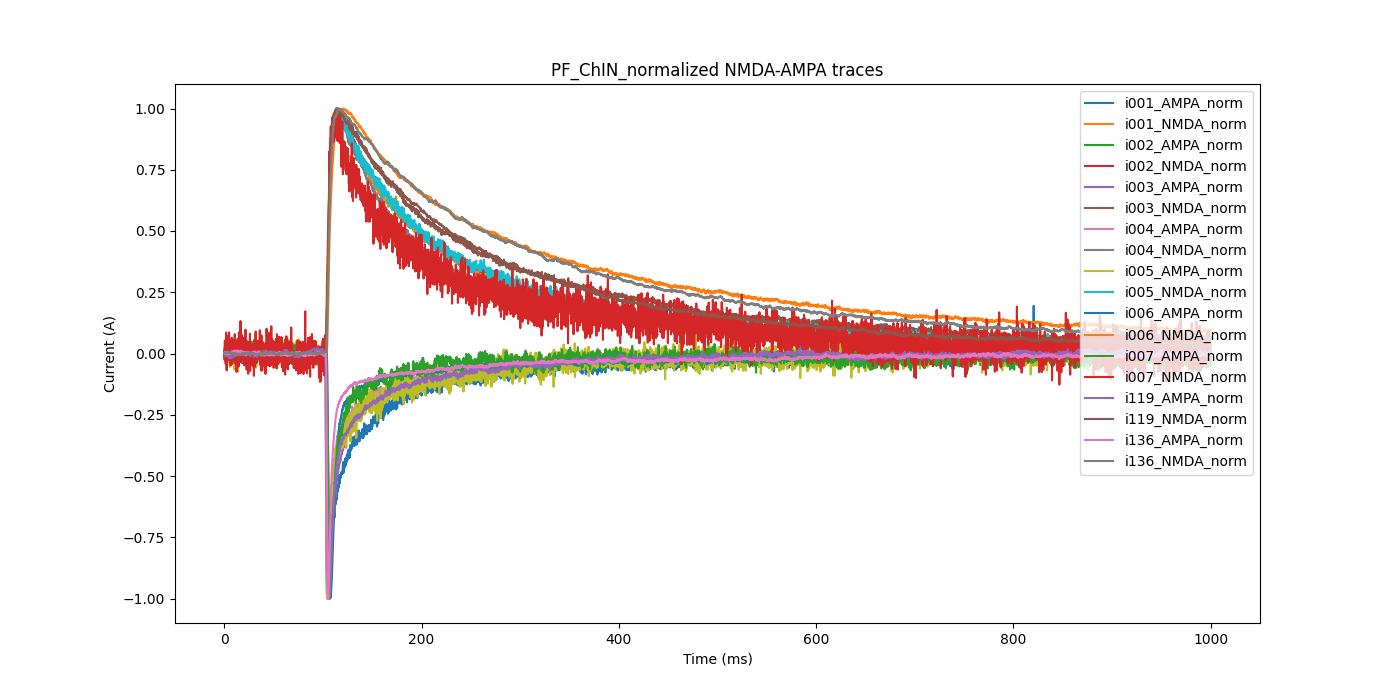 PF_ChIN_normalized NMDA-AMPA traces
1.00
0.75
0.50
0.25
0.00
−0.25
−0.50
−0.75
−1.00
Current (A)
0
200
400
600
800
1000
Time (ms)
i001_AMPA_norm
i001_NMDA_norm
i002_AMPA_norm
i002_NMDA_norm
i003_AMPA_norm
i003_NMDA_norm
i004_AMPA_norm
i004_NMDA_norm
i005_AMPA_norm
i005_NMDA_norm
i006_AMPA_norm
i006_NMDA_norm
i007_AMPA_norm
i007_NMDA_norm
i119_AMPA_norm
i119_NMDA_norm
i136_AMPA_norm
i136_NMDA_norm